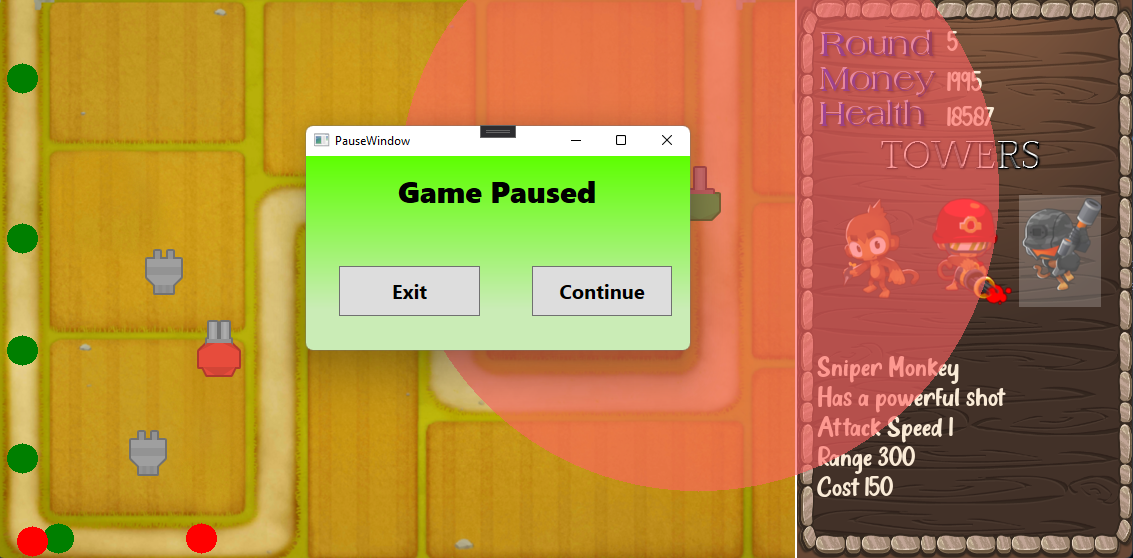 Round 5
Money 1995
Health 18587
TOWERS
PauseWindow
Game Paused
Exit
Continue
Sniper Monkey
Has a powerful shot
Attack Speed 1
Range 300
Cost 150